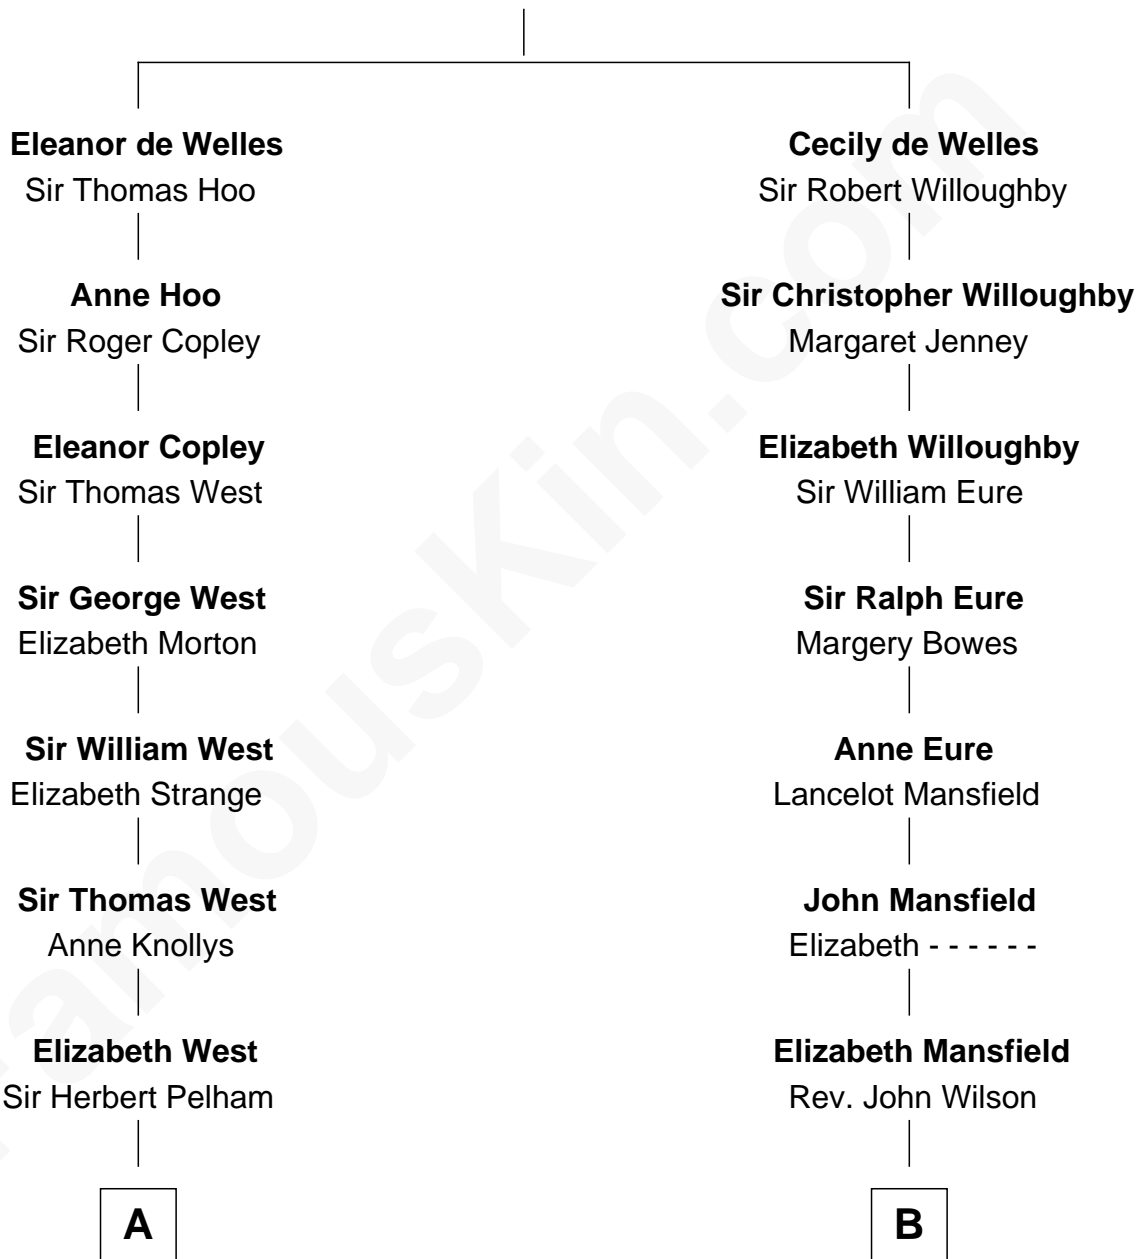 Eleanor de Welles
Sir Thomas Hoo
Anne Hoo
Sir Roger Copley
Eleanor Copley
Sir Thomas West
Sir George West
Elizabeth Morton
Sir William West
Elizabeth Strange
Sir Thomas West
Anne Knollys
Elizabeth West
Sir Herbert Pelham
A
Cecily de Welles
Sir Robert Willoughby
Sir Christopher Willoughby
Margaret Jenney
Elizabeth Willoughby
Sir William Eure
Sir Ralph Eure
Margery Bowes
Anne Eure
Lancelot Mansfield
John Mansfield
Elizabeth - - - - - -
Elizabeth Mansfield
Rev. John Wilson
B
FamousKin.com